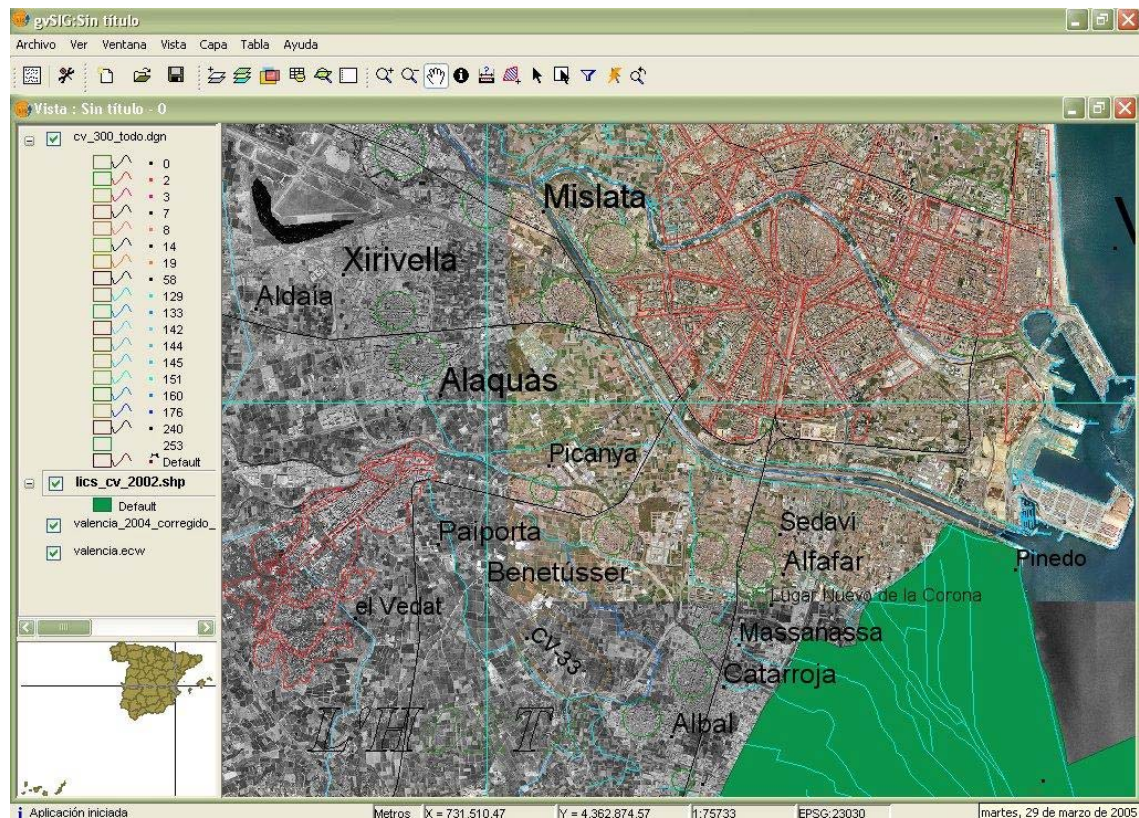 gvSIG:Sin título
Archivo Ver Ventana Vista Capa Tabla Ayuda
Vista : Sin título - 0
cv_300_todo.dgn
0
2
3
7
8
14
19
58
129
133
142
144
145
151
160
176
240
253
Default
lics_cv_2002.shp
Default
valencia_2004_corregido_
valencia.ecw
Mislata
V
Xirivella
Aldaia
Alaquàs
Picanya
Paiporta
Sedaví
Benetússer
Alfafar
Pinedo
Lugar Nuevo de la Corona
el Vedat
Massanassa
CV-33
Catarroja
Albal
L'H T
Aplicación iniciada
Metros X = 731.510.47 Y = 4.362.874.57 1:75733 EPSG:23030 martes, 29 de marzo de 2005